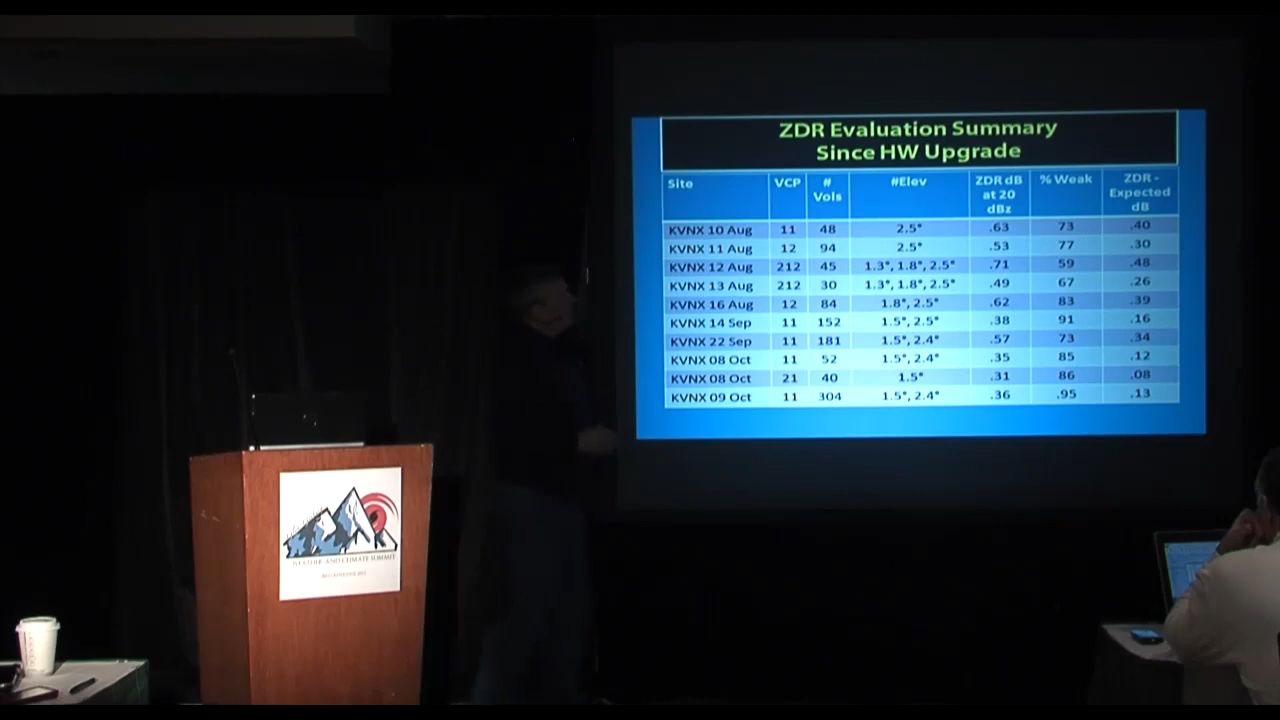 ZDR Evaluation Summary
Since HW Upgrade
Site VCP # Vols #Elev ZDR dB at 20 dBz % Weak ZDR - Expected dB
KVNX 10 Aug 11 48 2.5° .63 73 .40
KVNX 11 Aug 12 94 2.5° .53 77 .30
KVNX 12 Aug 212 45 1.3°, 1.8°, 2.5° .71 59 .48
KVNX 13 Aug 212 30 1.3°, 1.8°, 2.5° .49 67 .26
KVNX 16 Aug 12 84 1.8°, 2.5° .62 83 .39
KVNX 14 Sep 11 152 1.5°, 2.5° .38 91 .16
KVNX 22 Sep 11 181 1.5°, 2.4° .57 73 .34
KVNX 08 Oct 11 52 1.5°, 2.4° .35 85 .12
KVNX 08 Oct 21 40 1.5° .31 86 .08
KVNX 09 Oct 11 304 1.5°, 2.4° .36 .95 .13
WEATHER AND CLIMATE SUMMIT